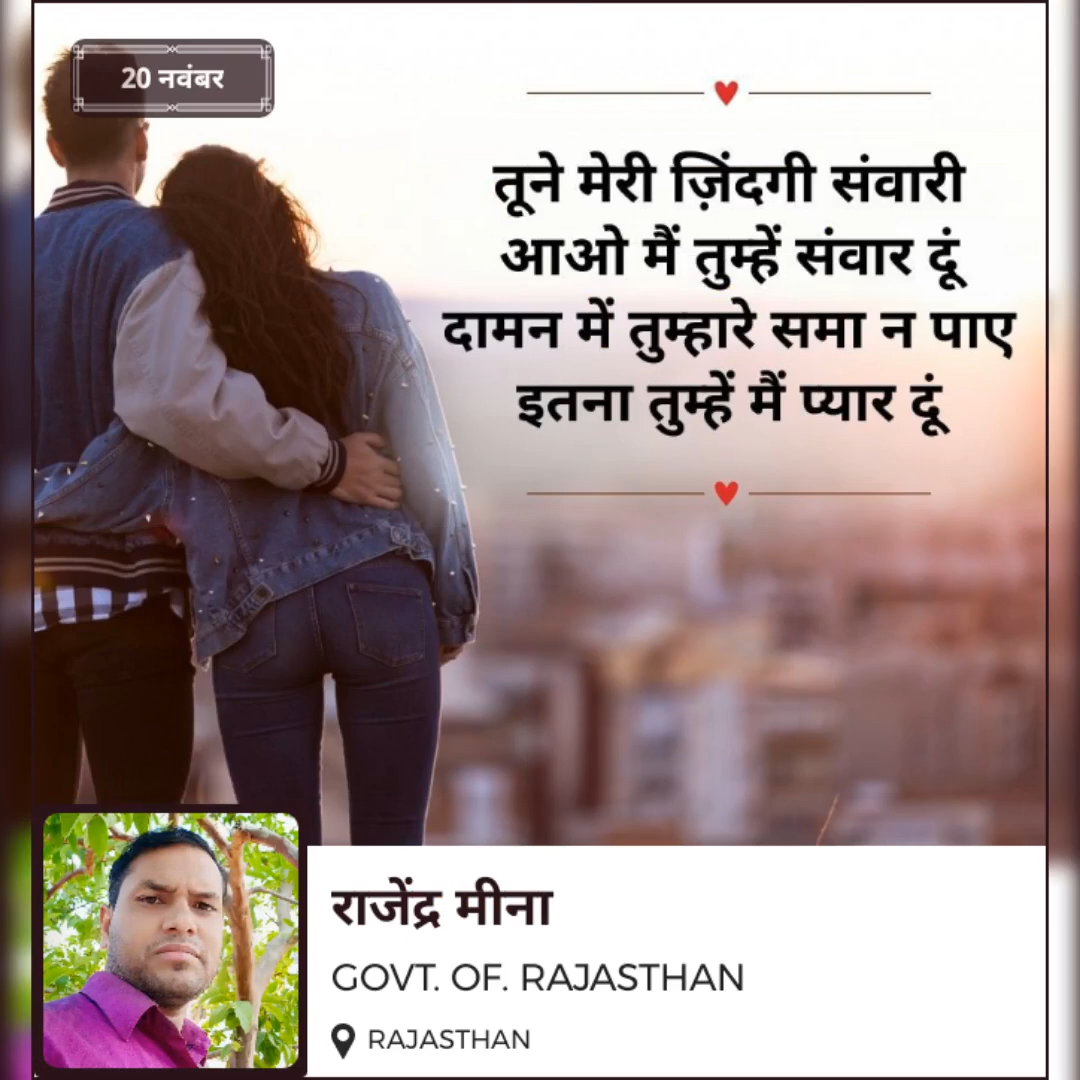 20 नवंबर
तूने मेरी ज़िंदगी संवारी
आओ मैं तुम्हें संवार दूं
दामन में तुम्हारे समा न पाए
इतना तुम्हें मैं प्यार दूं
राजेंद्र मीना
GOVT. OF. RAJASTHAN
RAJASTHAN